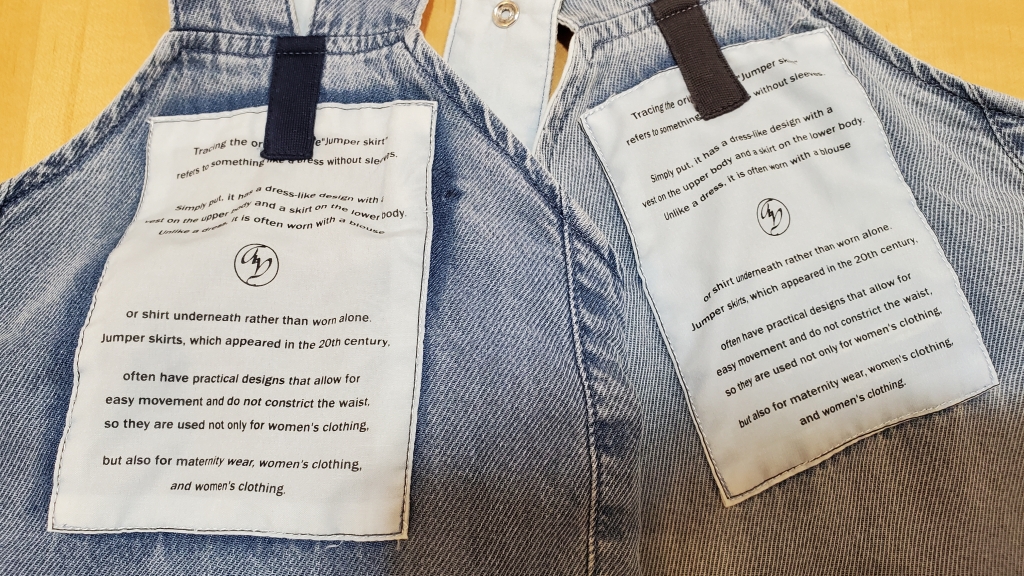 Tracing the or "jumper skirt"
refers to something like a dress without sleeves.
Simply put, it has a dress-like design with
vest on the upper body and a skirt on the lower body.
Unlike a dress, it is often worn with a blouse
or shirt underneath rather than worn alone.
Jumper skirts, which appeared in the 20th century,
often have practical designs that allow for
easy movement and do not constrict the waist,
so they are used not only for women's clothing,
but also for maternity wear, women's clothing,
and women's clothing.
Tracing the "jumper
refers to something without sleeves.
Simply put, it has a dress-like design with a
vest on the upper body and a skirt on the lower body.
Unlike a dress, it is often worn with a blouse
or shirt underneath rather than worn alone.
Jumper skirts, which appeared in the 20th century,
often have practical designs that allow for
easy movement and do not constrict the waist,
so they are used not only for women's clothing,
but also for maternity wear, women's clothing,
and women's clothing.